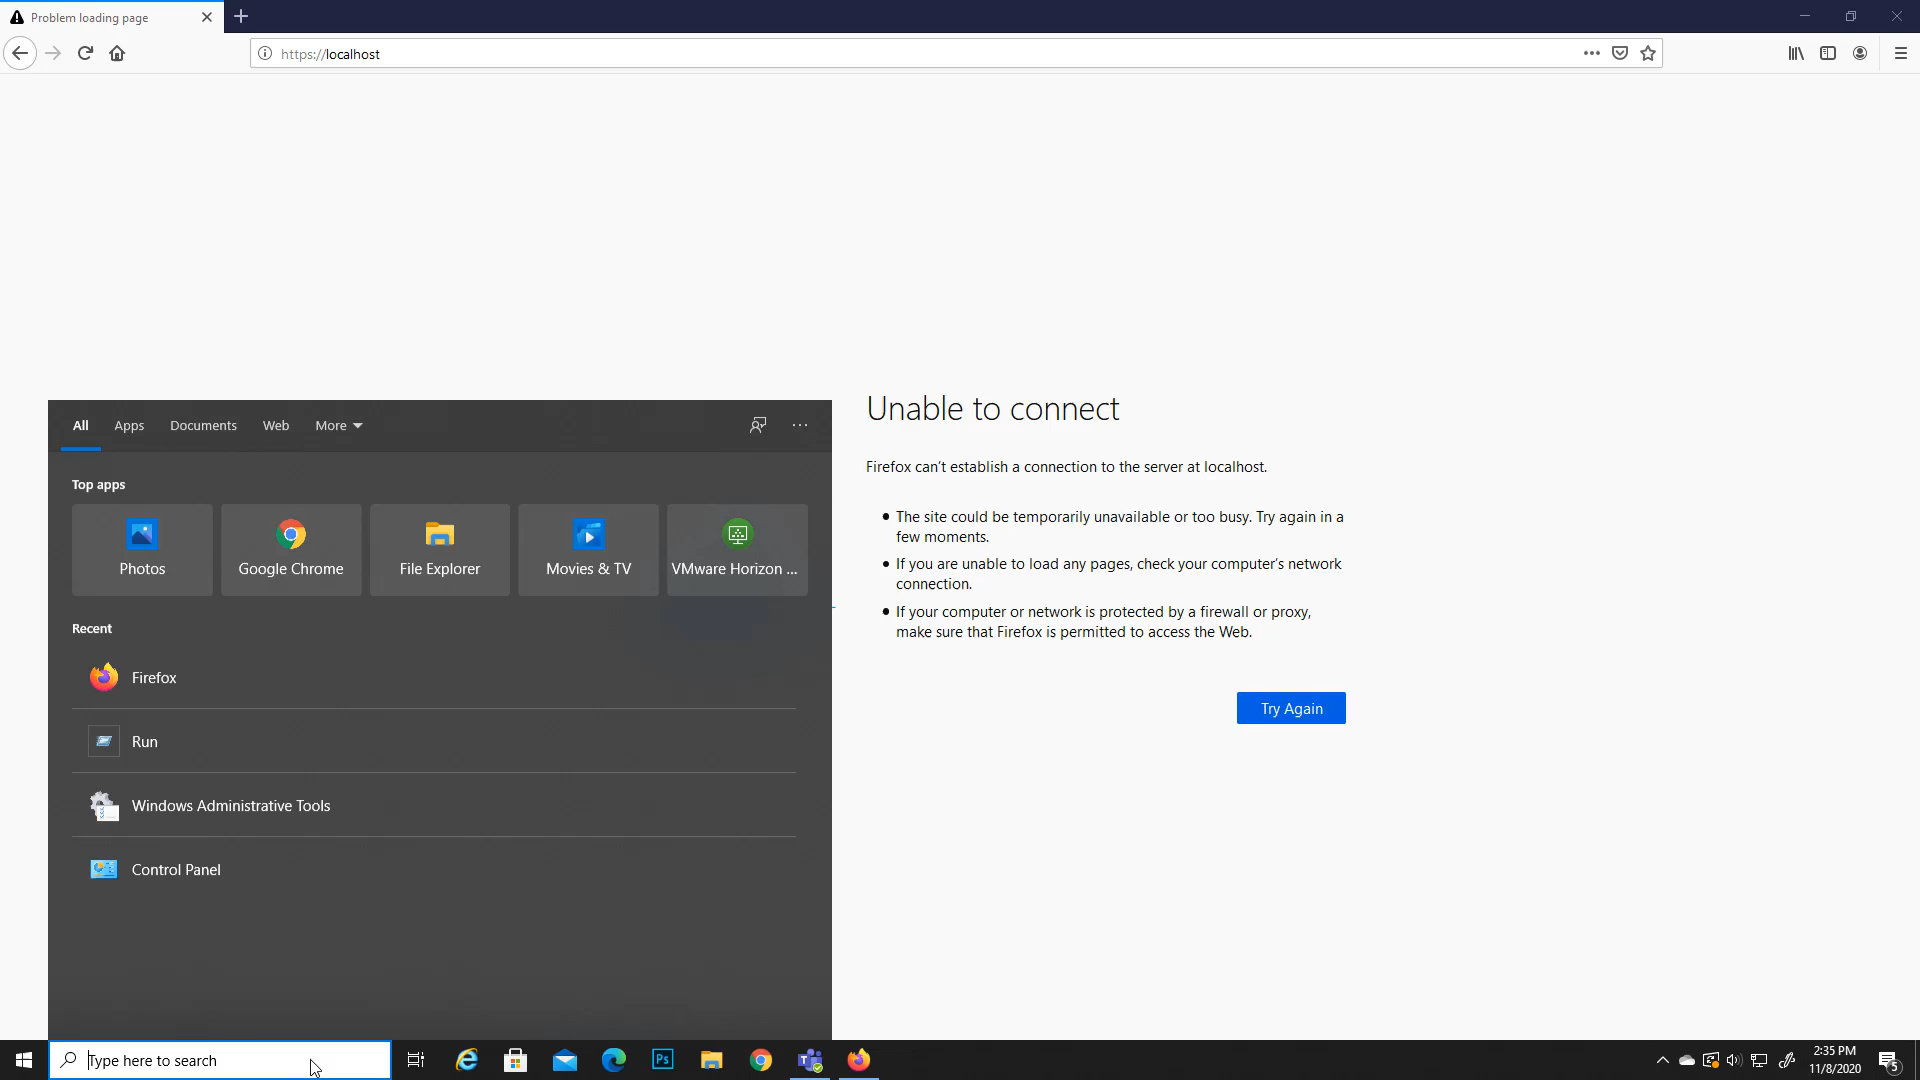 Problem loading page
https://localhost
All Apps Documents Web More
Top apps
Photos Google Chrome File Explorer Movies & TV VMware Horizon ...
Recent
Firefox
Run
Windows Administrative Tools
Control Panel
Unable to connect
Firefox can't establish a connection to the server at localhost.
The site could be temporarily unavailable or too busy. Try again in a
few moments.
If you are unable to load any pages, check your computer's network
connection.
If your computer or network is protected by a firewall or proxy,
make sure that Firefox is permitted to access the Web.
Try Again
Type here to search
Ps
2:35 PM
11/8/2020
5